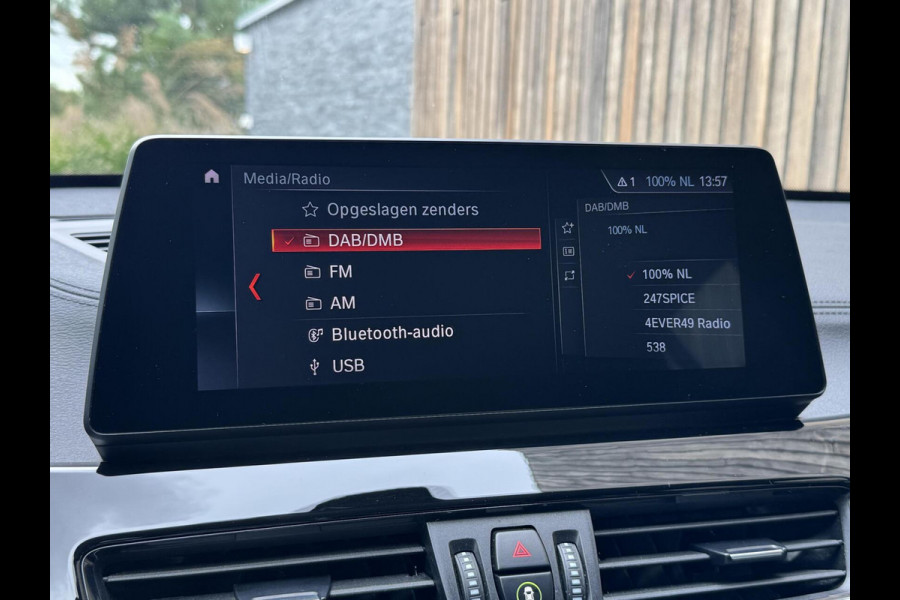 Media/Radio
Opgeslagen zenders
DAB/DMB
FM
AM
Bluetooth-audio
USB
1 100% NL 13:57
DAB/DMB
100% NL
100% NL
247SPICE
4EVER49 Radio
538